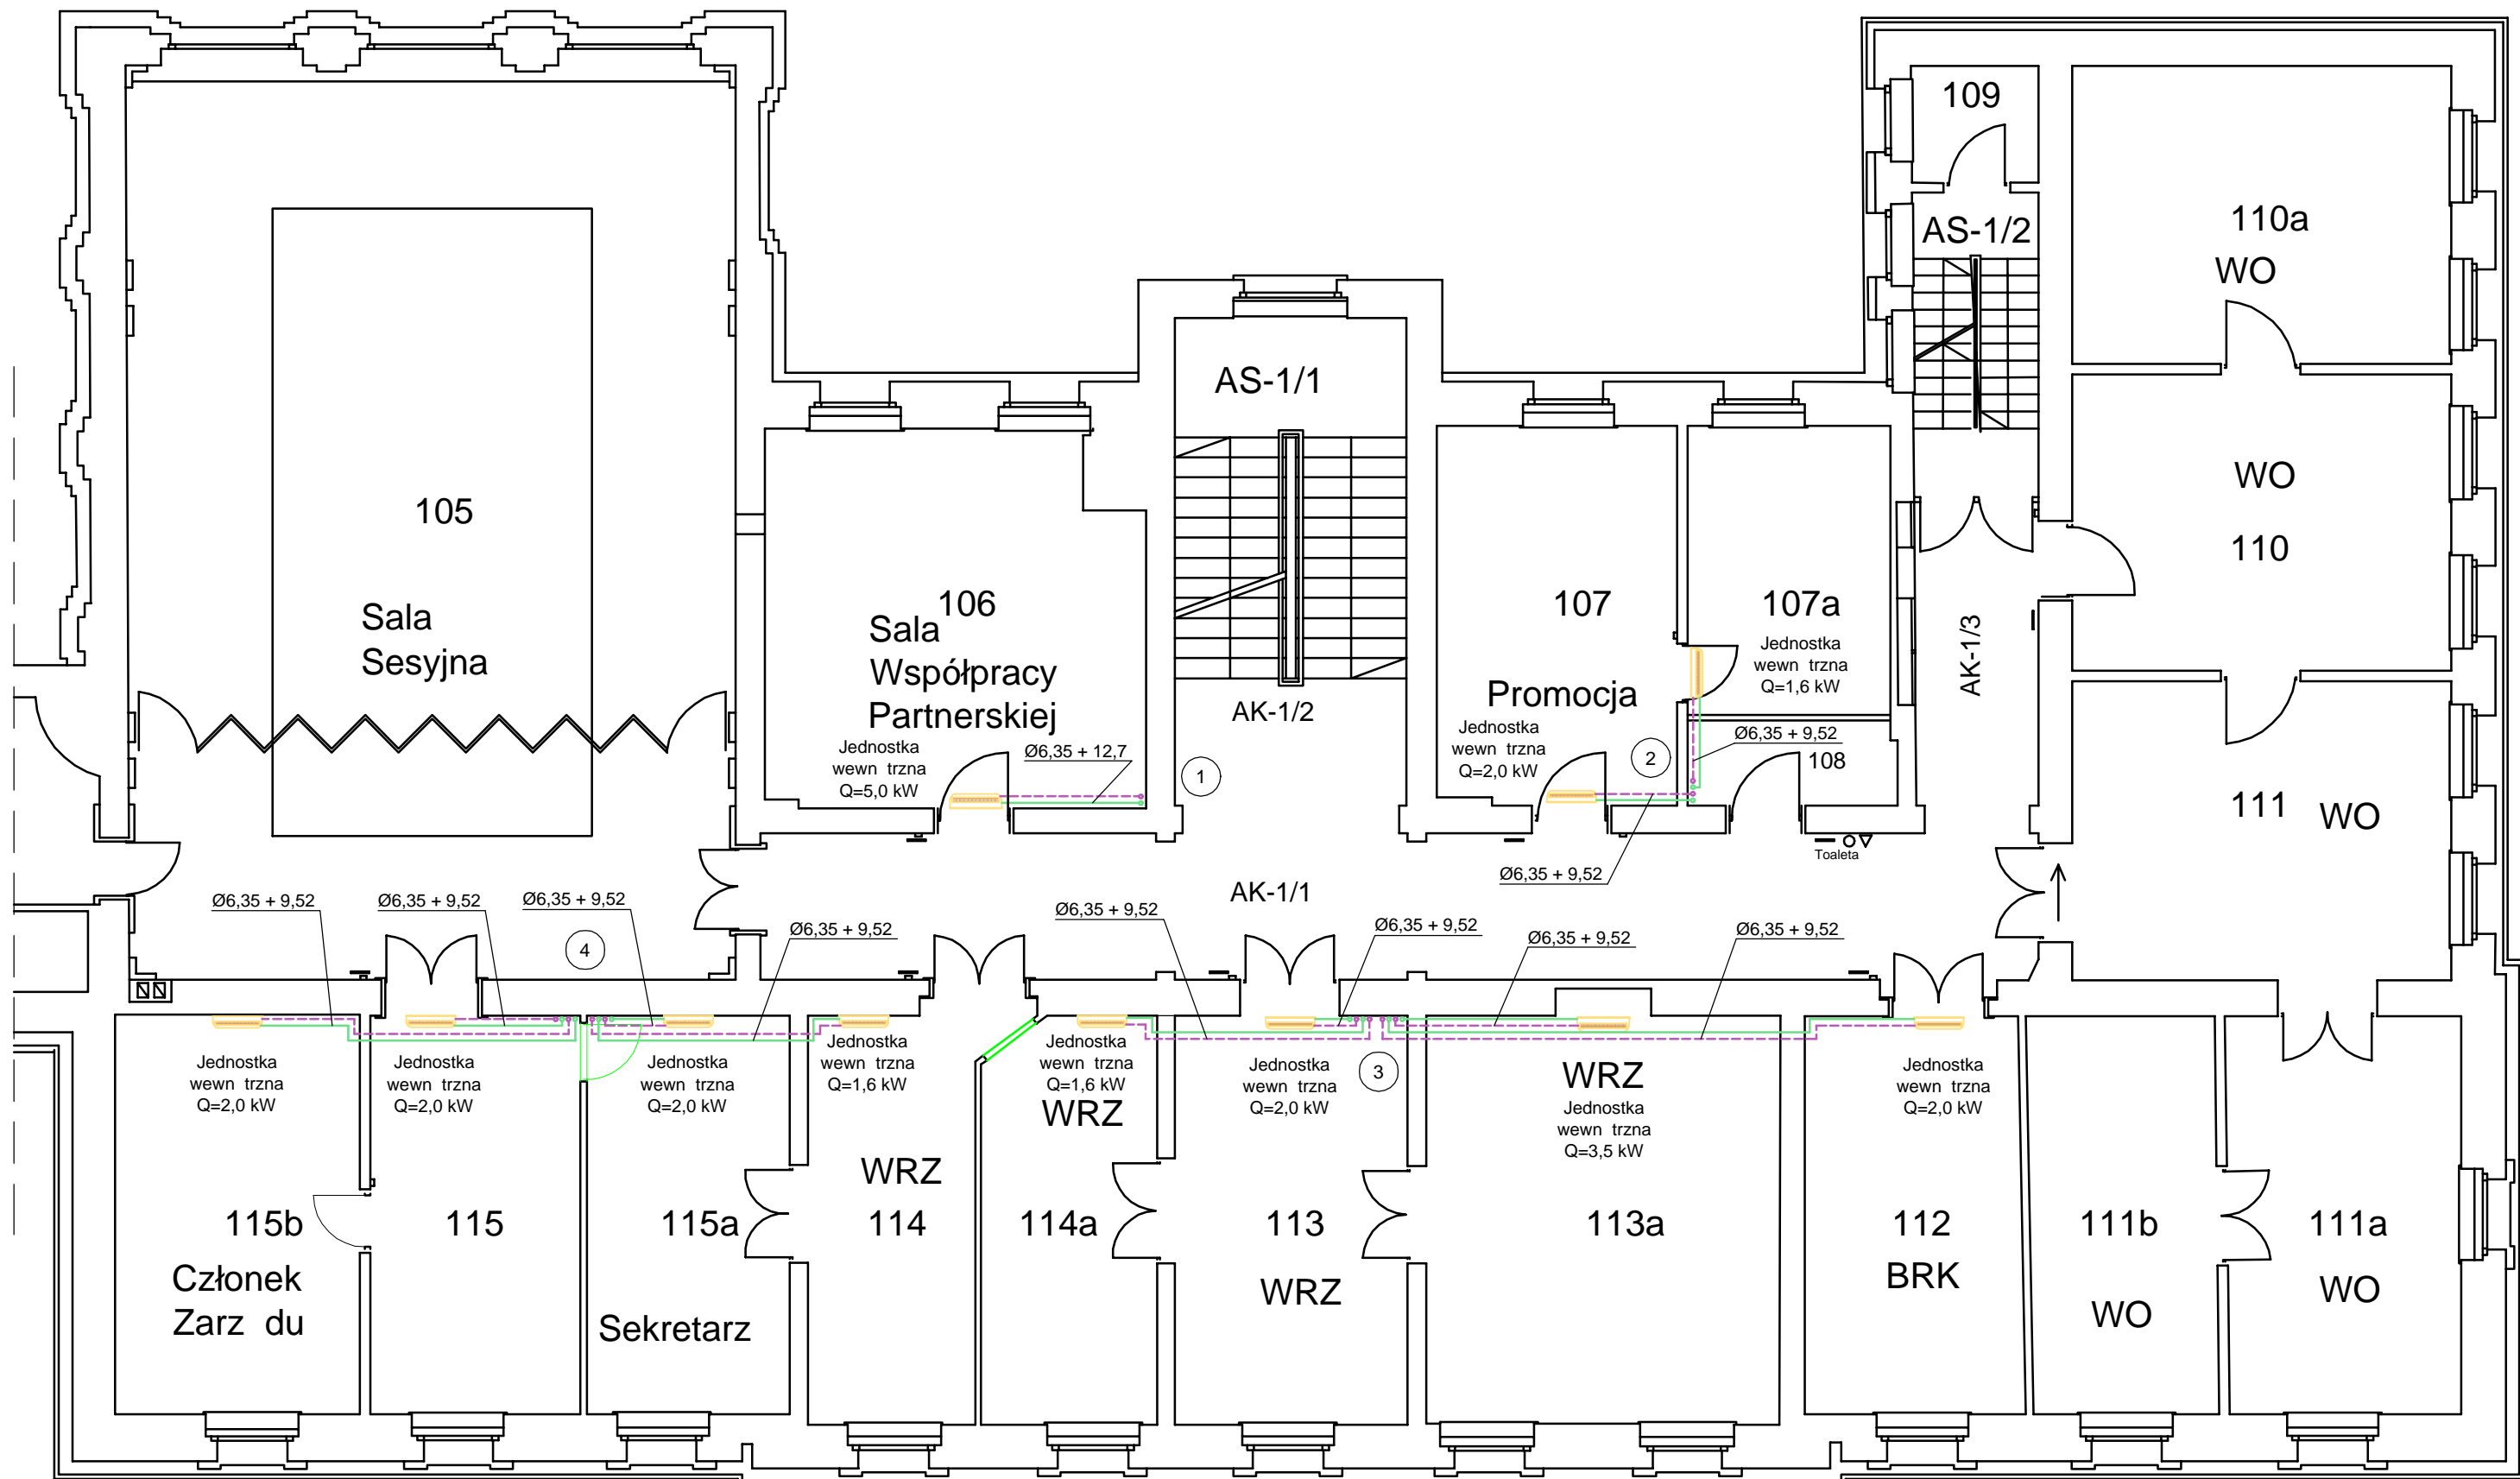 109
110a
WO
AS-1/2
AS-1/1
105
Sala
Sesyjna
106
Sala
Współpracy
Partnerskiej
Jednostka
wewn trzna
Q=5,0 kW
Ø6,35 + 12,7
1
AK-1/2
107
Promocja
Jednostka
wewn trzna
Q=2,0 kW
2
107a
Jednostka
wewn trzna
Q=1,6 kW
Ø6,35 + 9,52
108
AK-1/3
WO
110
111
WO
Toaleta
Ø6,35 + 9,52
AK-1/1
Ø6,35 + 9,52
Ø6,35 + 9,52
Ø6,35 + 9,52
4
Ø6,35 + 9,52
Ø6,35 + 9,52
Ø6,35 + 9,52
Ø6,35 + 9,52
Ø6,35 + 9,52
Jednostka
wewn trzna
Q=2,0 kW
115b
Członek
Zarz du
Jednostka
wewn trzna
Q=2,0 kW
115
Jednostka
wewn trzna
Q=2,0 kW
115a
Sekretarz
Jednostka
wewn trzna
Q=1,6 kW
WRZ
114
Jednostka
wewn trzna
Q=1,6 kW
WRZ
114a
Jednostka
wewn trzna
Q=2,0 kW
3
113
WRZ
WRZ
Jednostka
wewn trzna
Q=3,5 kW
113a
Jednostka
wewn trzna
Q=2,0 kW
112
BRK
111b
WO
111a
WO